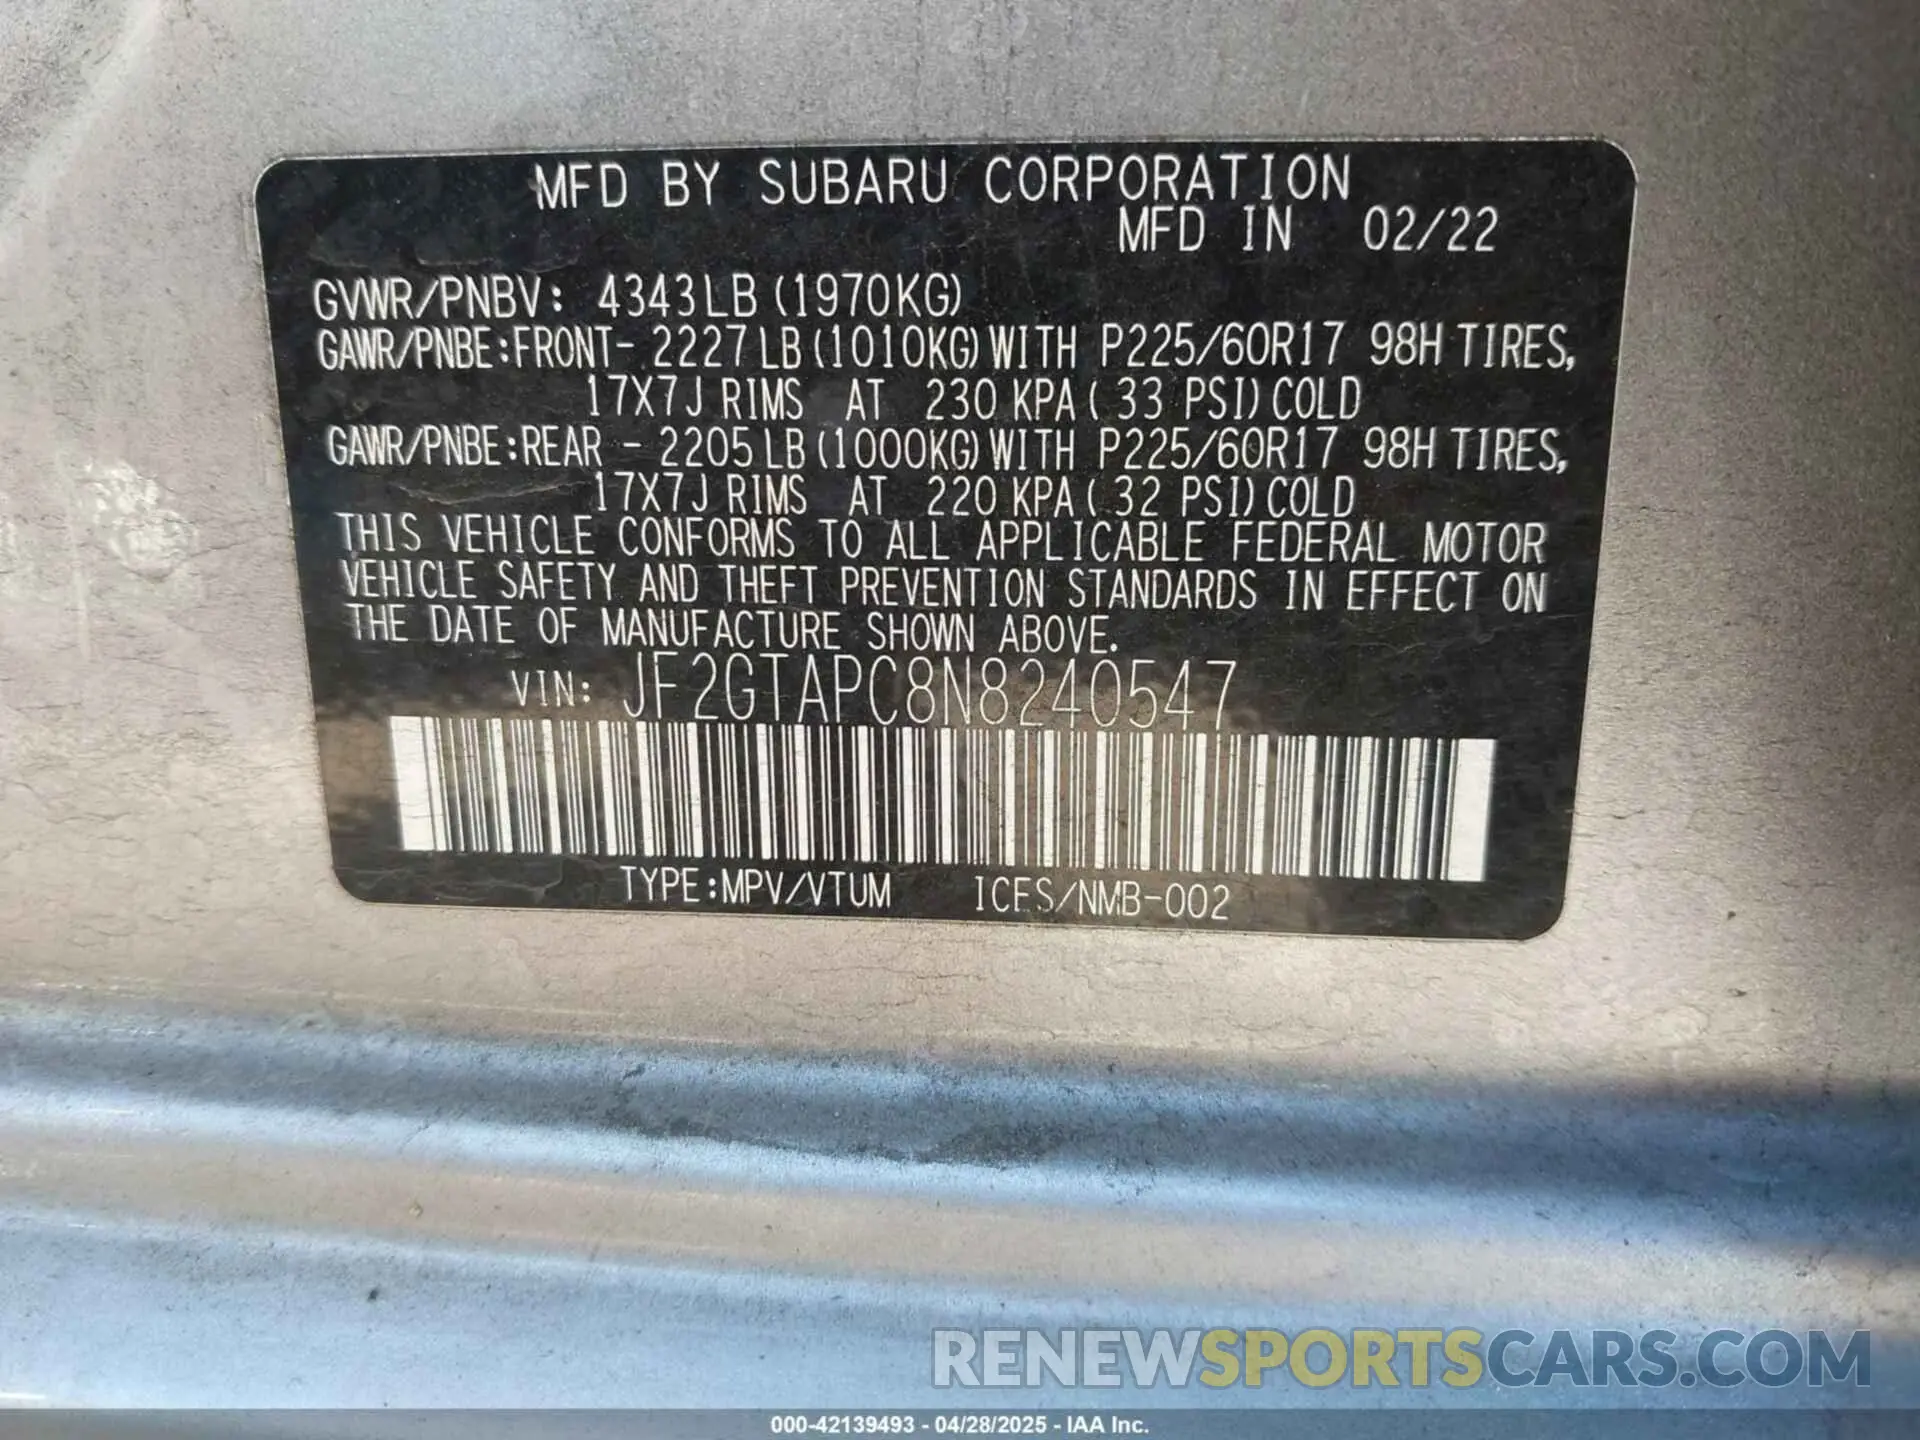 MFD BY SUBARU CORPORATION
MFD IN 02/22
GVWR/PNBV: 4343LB (1970KG)
GAWR/PNBE:FRONT- 2227LB (1010KG) WITH P225/60R17 98H TIRES,
17X7J RIMS AT 230 KPA ( 33 PSI) COLD
GAWR/PNBE:REAR - 2205LB (1000KG) WITH P225/60R17 98H TIRES,
17X7J RIMS AT 220 KPA ( 32 PSI) COLD
THIS VEHICLE CONFORMS TO ALL APPLICABLE FEDERAL MOTOR
VEHICLE SAFETY AND THEFT PREVENTION STANDARDS IN EFFECT ON
THE DATE OF MANUFACTURE SHOWN ABOVE.
VIN: JF2GTAPC8N8240547
TYPE:MPV/VTUM ICES/NMB-002
RENEWSPORTSCARS.COM
000-42139493 - 04/28/2025 - IAA Inc.